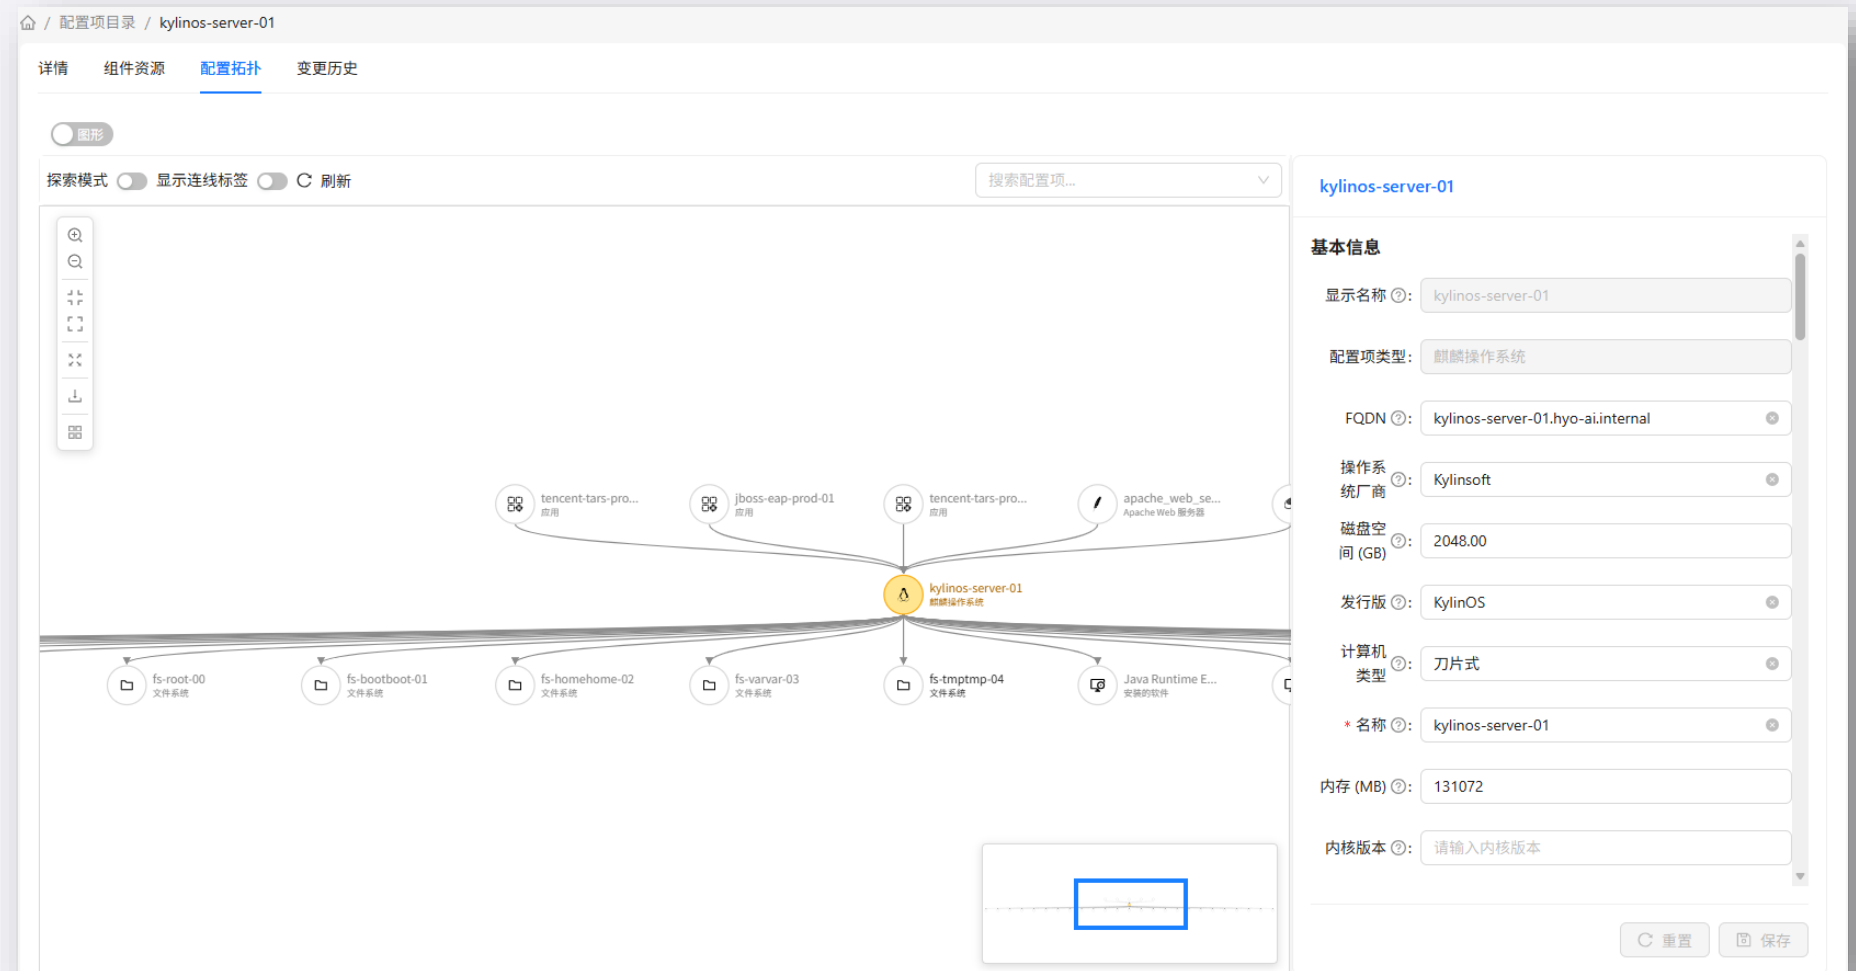 / 配置项目录 / kylinos-server-01
详情 组件资源 配置拓扑 变更历史
图形
探索模式 显示连线标签 刷新
搜索配置项...
tencent-tars-pro...
应用
jboss-eap-prod-01
应用
tencent-tars-pro...
应用
apache_web_se...
Apache Web 服务器
kylinos-server-01
麒麟操作系统
fs-root-00
文件系统
fs-bootboot-01
文件系统
fs-homehome-02
文件系统
fs-varvar-03
文件系统
fs-tmptmp-04
文件系统
Java Runtime E...
安装的软件
kylinos-server-01
基本信息
显示名称 ?: kylinos-server-01
配置项类型: 麒麟操作系统
FQDN ?: kylinos-server-01.hyo-ai.internal
操作系
统厂商 ?: Kylinsoft
磁盘空
间 (GB) ?: 2048.00
发行版 ?: KylinOS
计算机
类型 ?: 刀片式
* 名称 ?: kylinos-server-01
内存 (MB) ?: 131072
内核版本 ?: 请输入内核版本
重置 保存